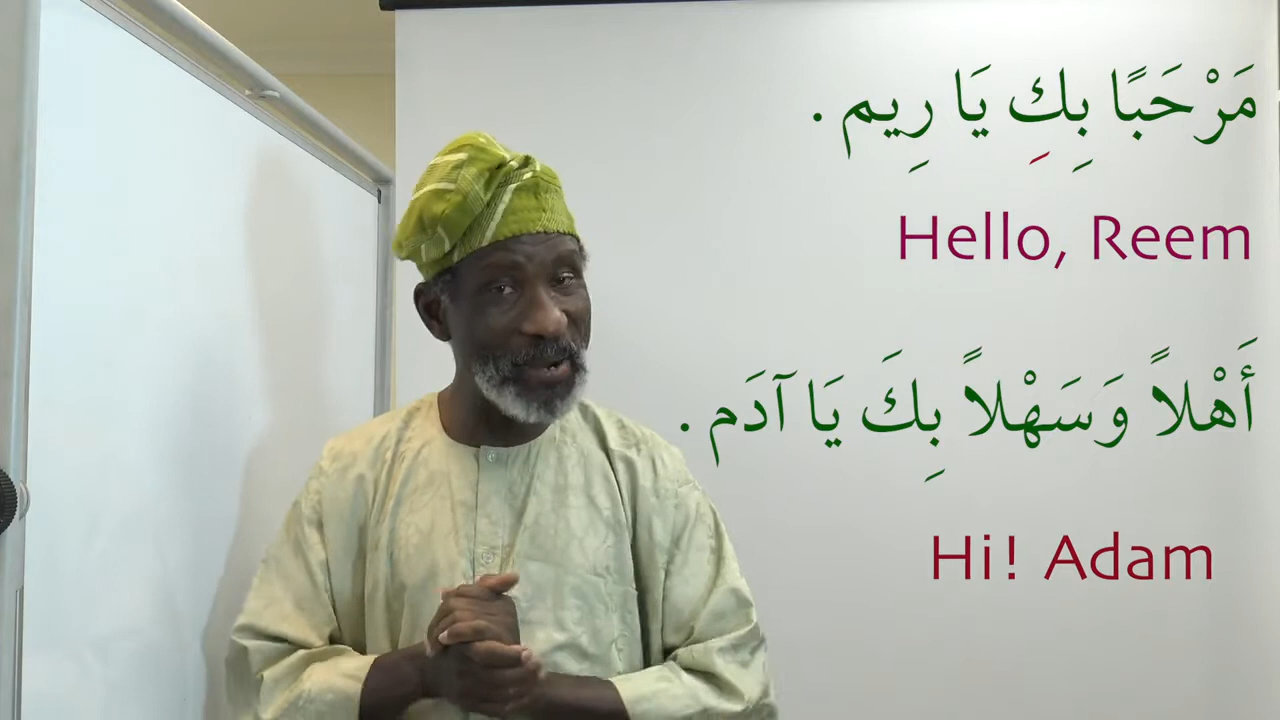 مَرْحَبًا بِكِ يَا رِيم .
Hello, Reem
أَهْلاً وَسَهْلاً بِكَ يَا آدَم .
Hi! Adam